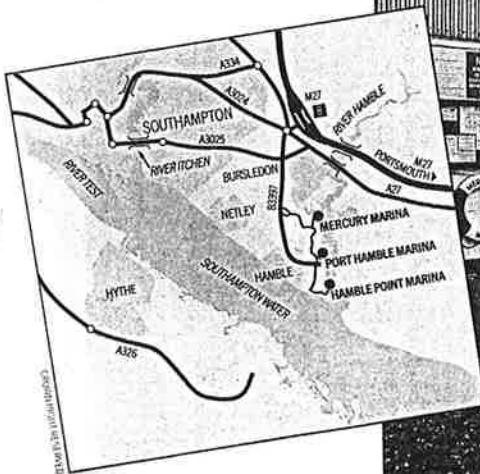 A334
A3024
M27
8
SOUTHAMPTON
RIVER HAMBLE
A3025
RIVER ITCHEN
BURSLEDON
M27
PORTSMOUTH
A27
RIVER TEST
NETLEY
B3397
MERCURY MARINA
HAMBLE
PORT HAMBLE MARINA
SOUTHAMPTON WATER
HAMBLE POINT MARINA
HYTHE
A326